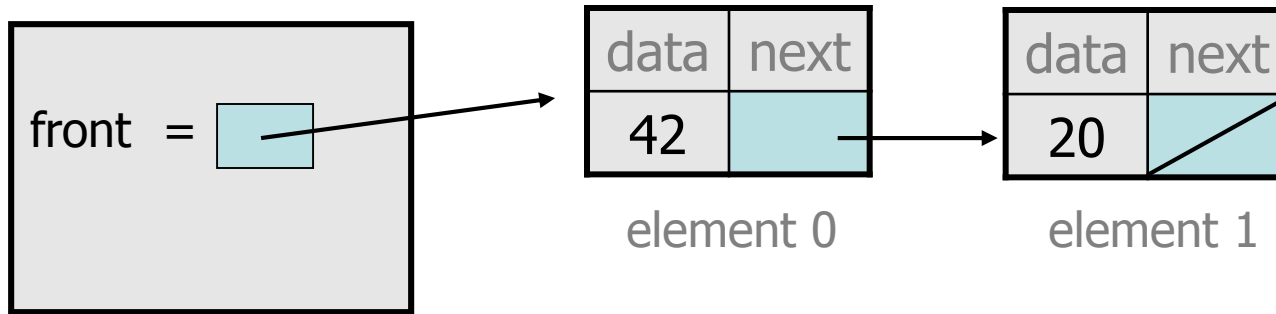 front =
data next
42
element 0
data next
20
element 1